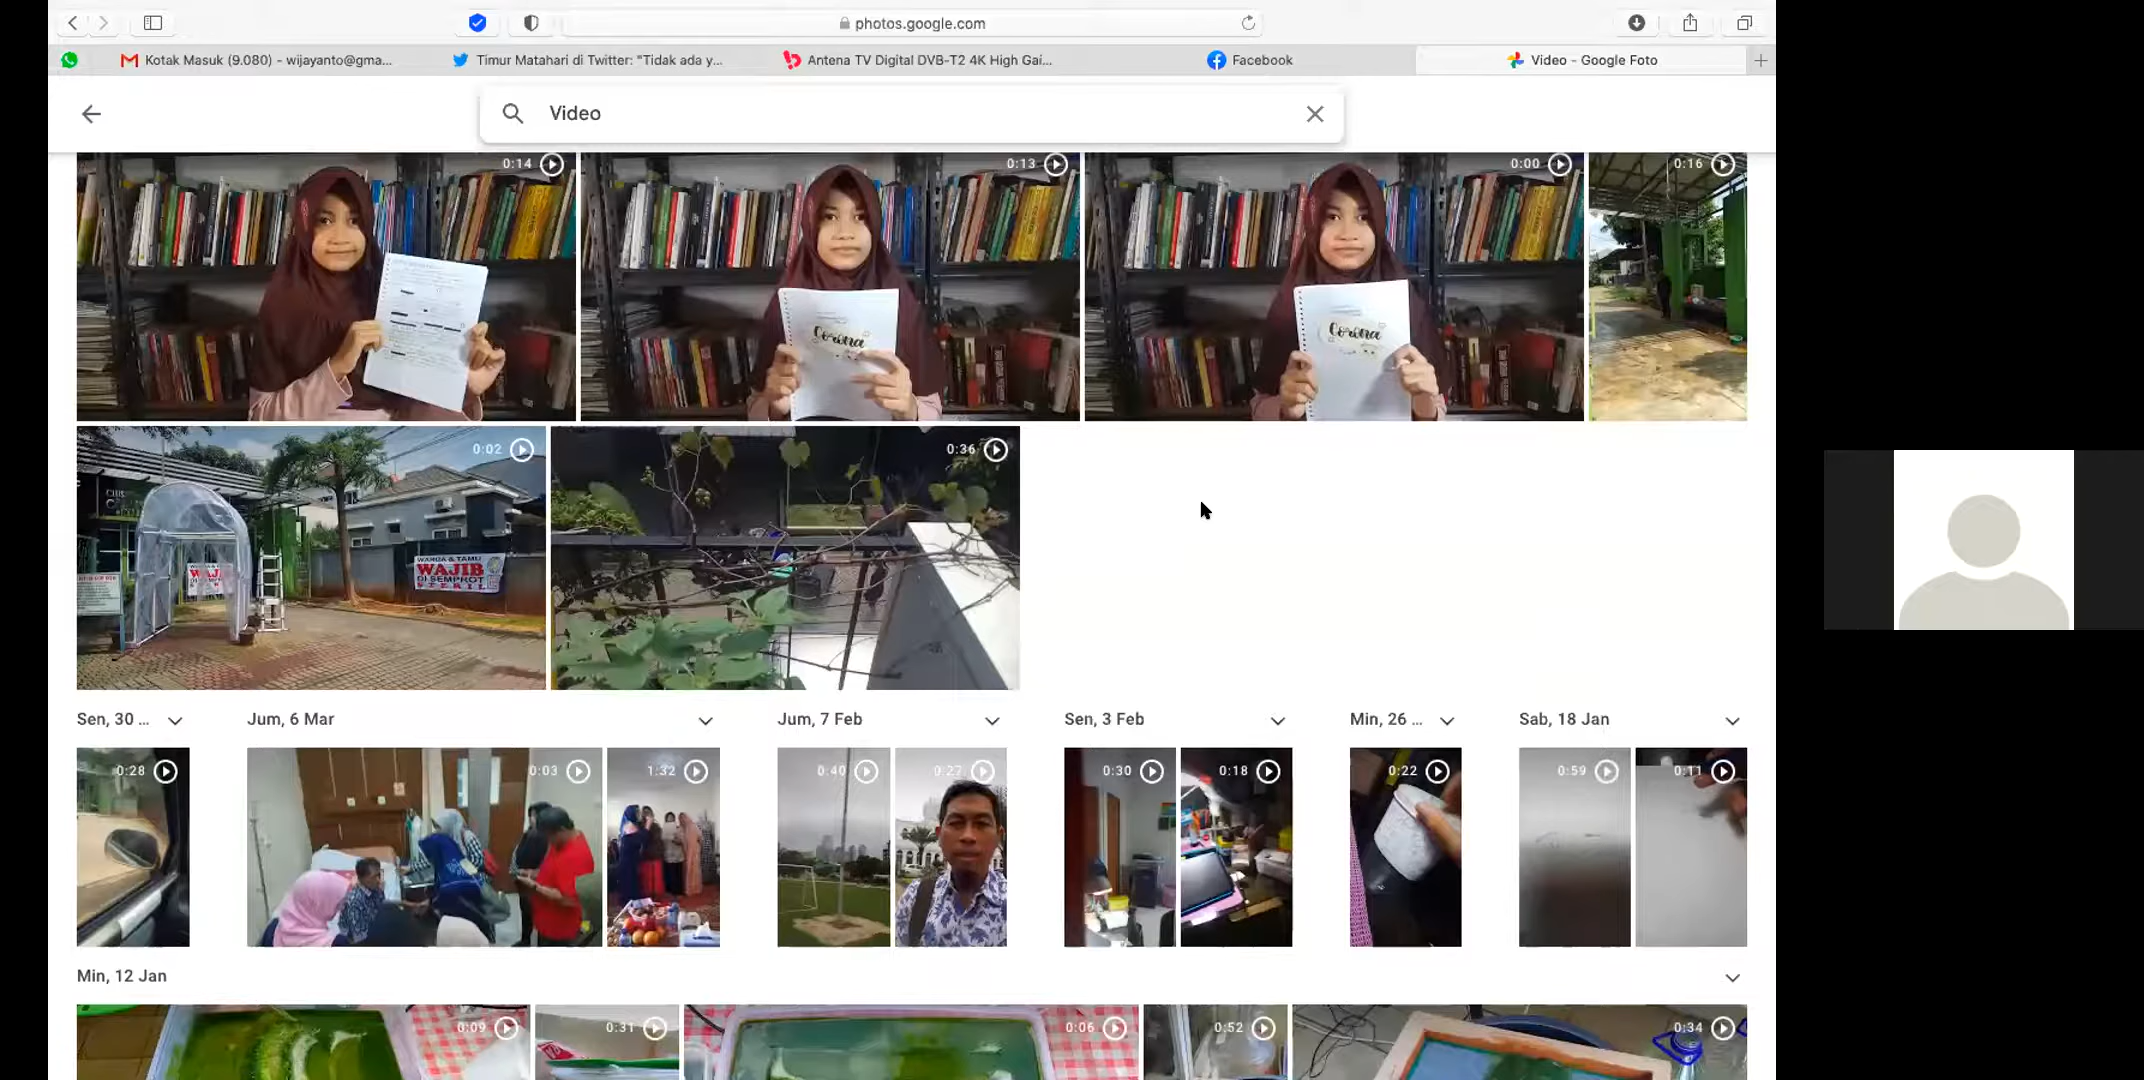 photos.google.com
Kotak Masuk (9.080) - wijayanto@gma...
Timur Matahari di Twitter: "Tidak ada y...
Antena TV Digital DVB-T2 4K High Gai...
Facebook
Video - Google Foto
Video
0:14
0:13
0:00
0:16
Corona
Corona
0:02
0:36
WARGA & TAMU
WAJIB
DI SEMPROT
STERIL
WAJ
Sen, 30 ...
Jum, 6 Mar
Jum, 7 Feb
Sen, 3 Feb
Min, 26 ...
Sab, 18 Jan
0:28
0:03
1:32
0:40
0:27
0:30
0:18
0:22
0:59
0:11
Min, 12 Jan
0:09
0:31
0:06
0:52
0:34